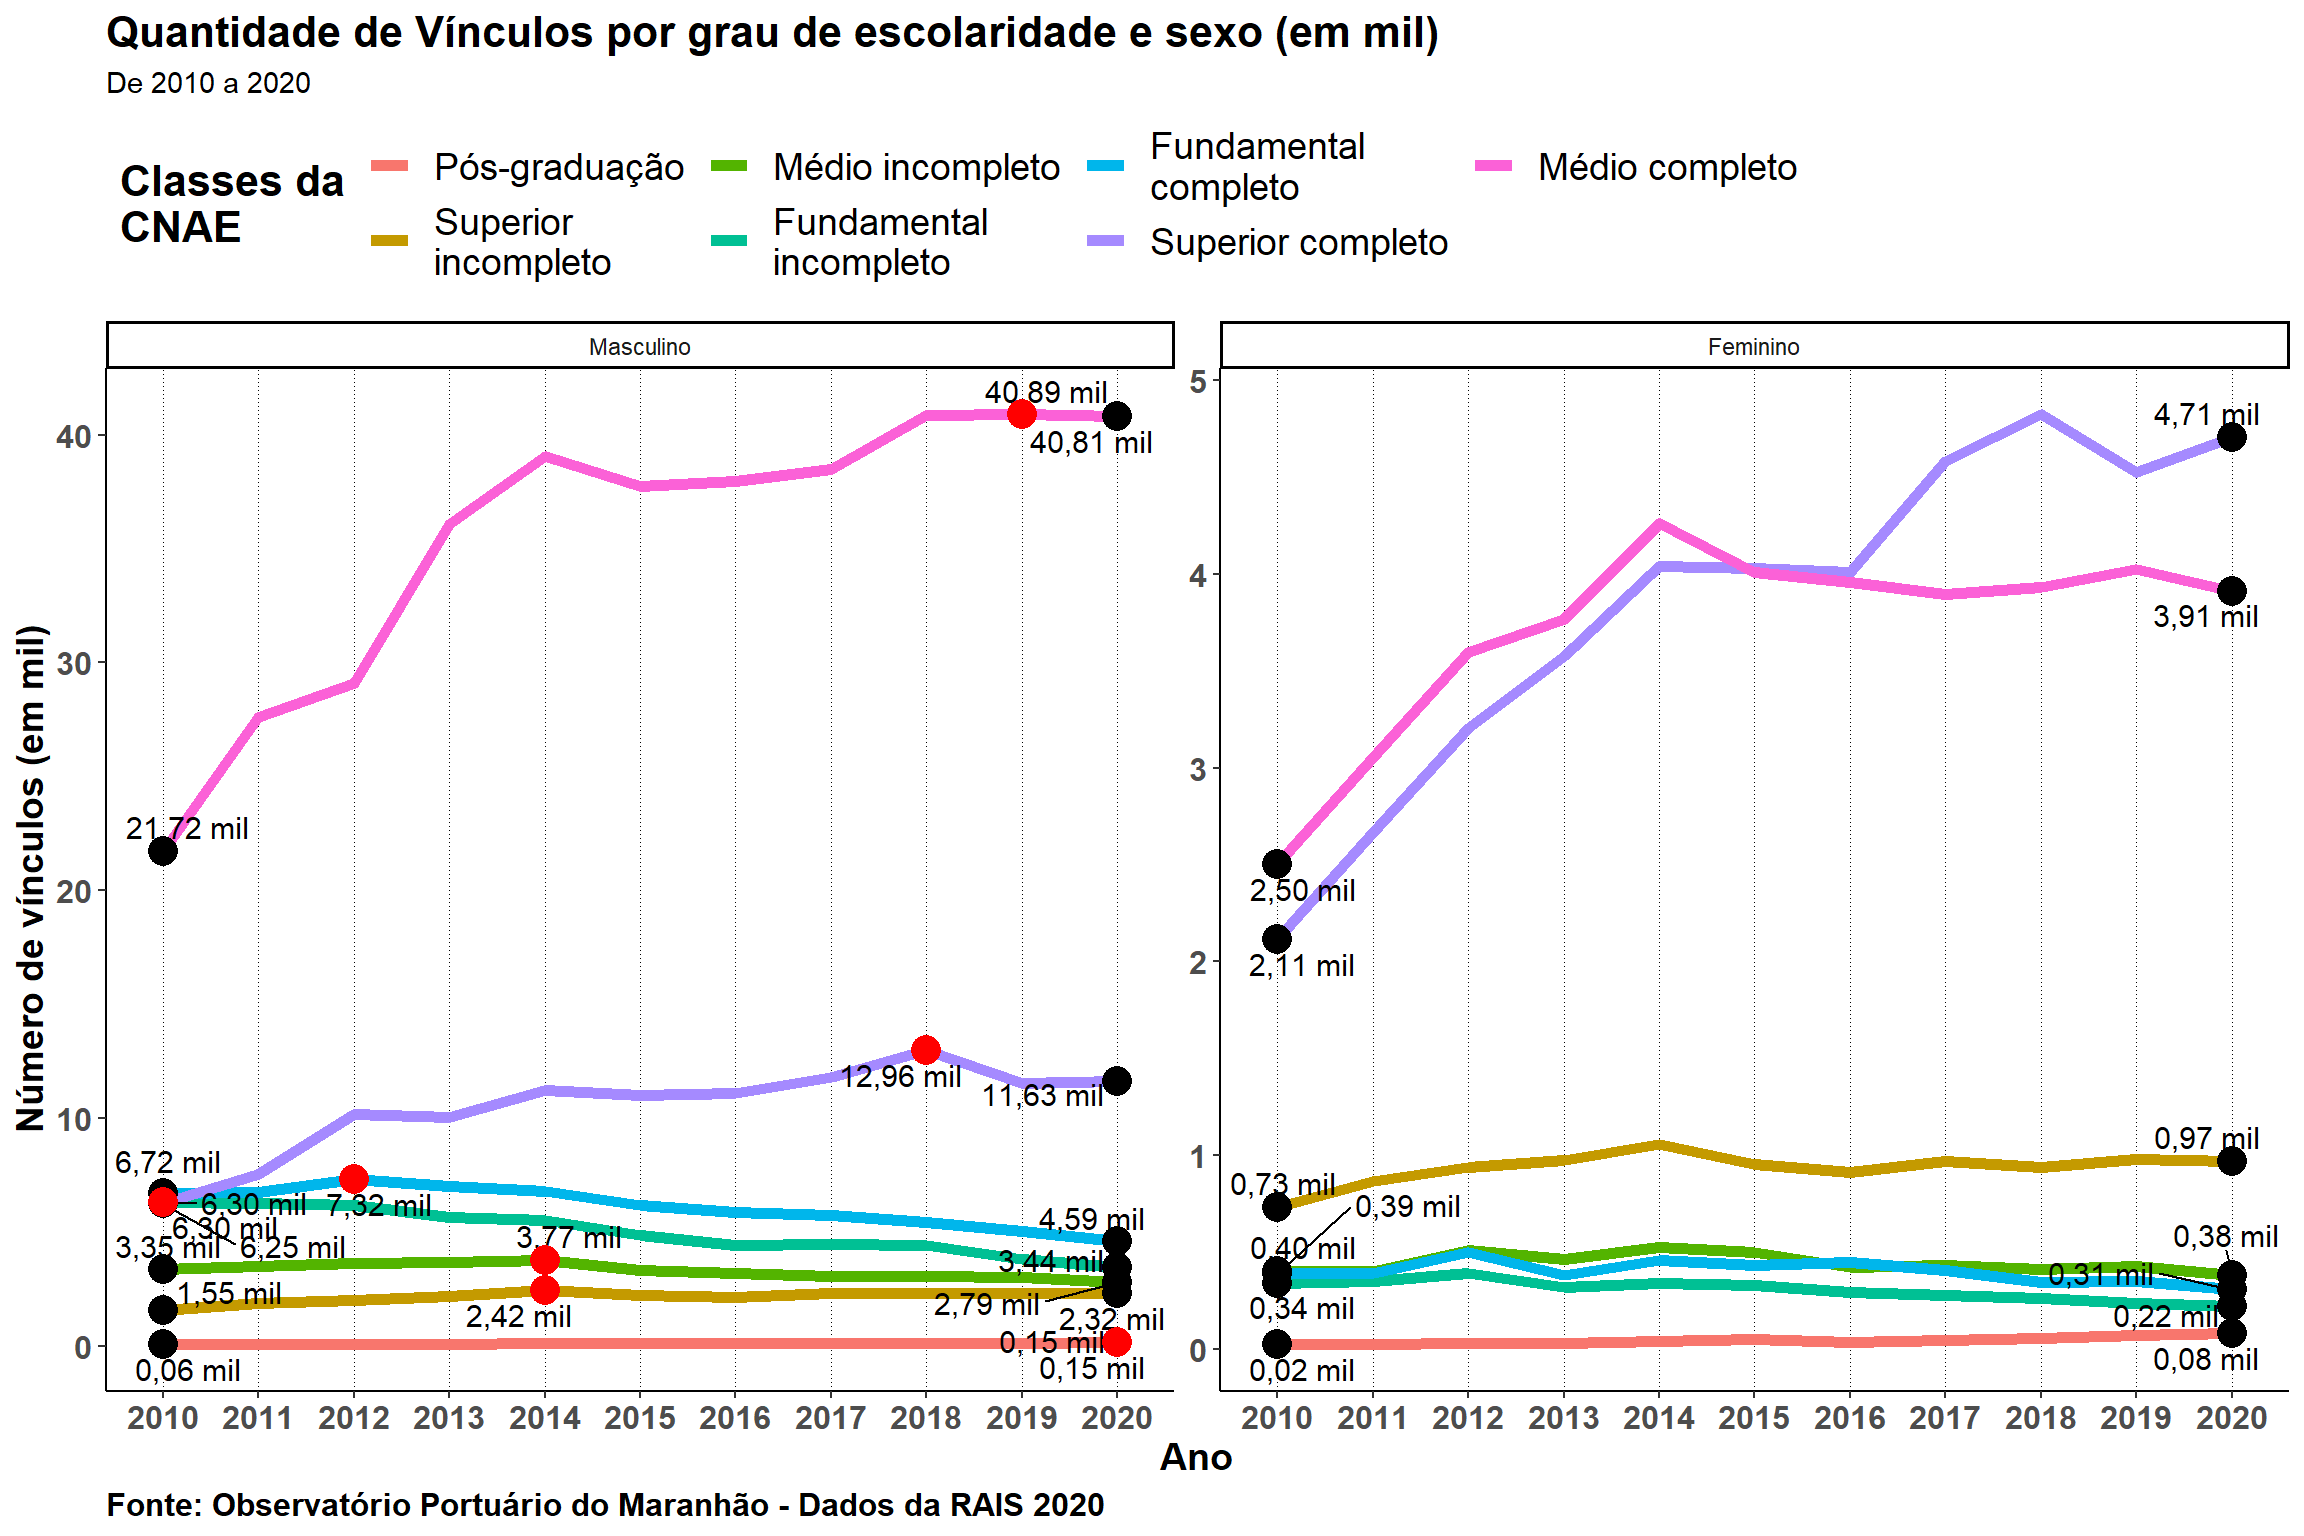 Quantidade de Vínculos por grau de escolaridade e sexo (em mil)
De 2010 a 2020
Classes da
CNAE
Pós-graduação
Superior
incompleto
Médio incompleto
Fundamental
incompleto
Fundamental
completo
Superior completo
Médio completo
Masculino
Feminino
Número de vínculos (em mil)
40
30
20
10
0
40,89 mil
40,81 mil
21,72 mil
12,96 mil
11,63 mil
6,72 mil
6,30 mil
7,32 mil
6,30 mil
4,59 mil
3,35 mil
6,25 mil
3,77 mil
3,44 mil
1,55 mil
2,42 mil
2,79 mil
2,32 mil
0,15 mil
0,06 mil
0,15 mil
2010 2011 2012 2013 2014 2015 2016 2017 2018 2019 2020
5
4
3
2
1
0
4,71 mil
3,91 mil
2,50 mil
2,11 mil
0,97 mil
0,73 mil
0,39 mil
0,40 mil
0,38 mil
0,31 mil
0,34 mil
0,22 mil
0,02 mil
0,08 mil
2010 2011 2012 2013 2014 2015 2016 2017 2018 2019 2020
Ano
Fonte: Observatório Portuário do Maranhão - Dados da RAIS 2020